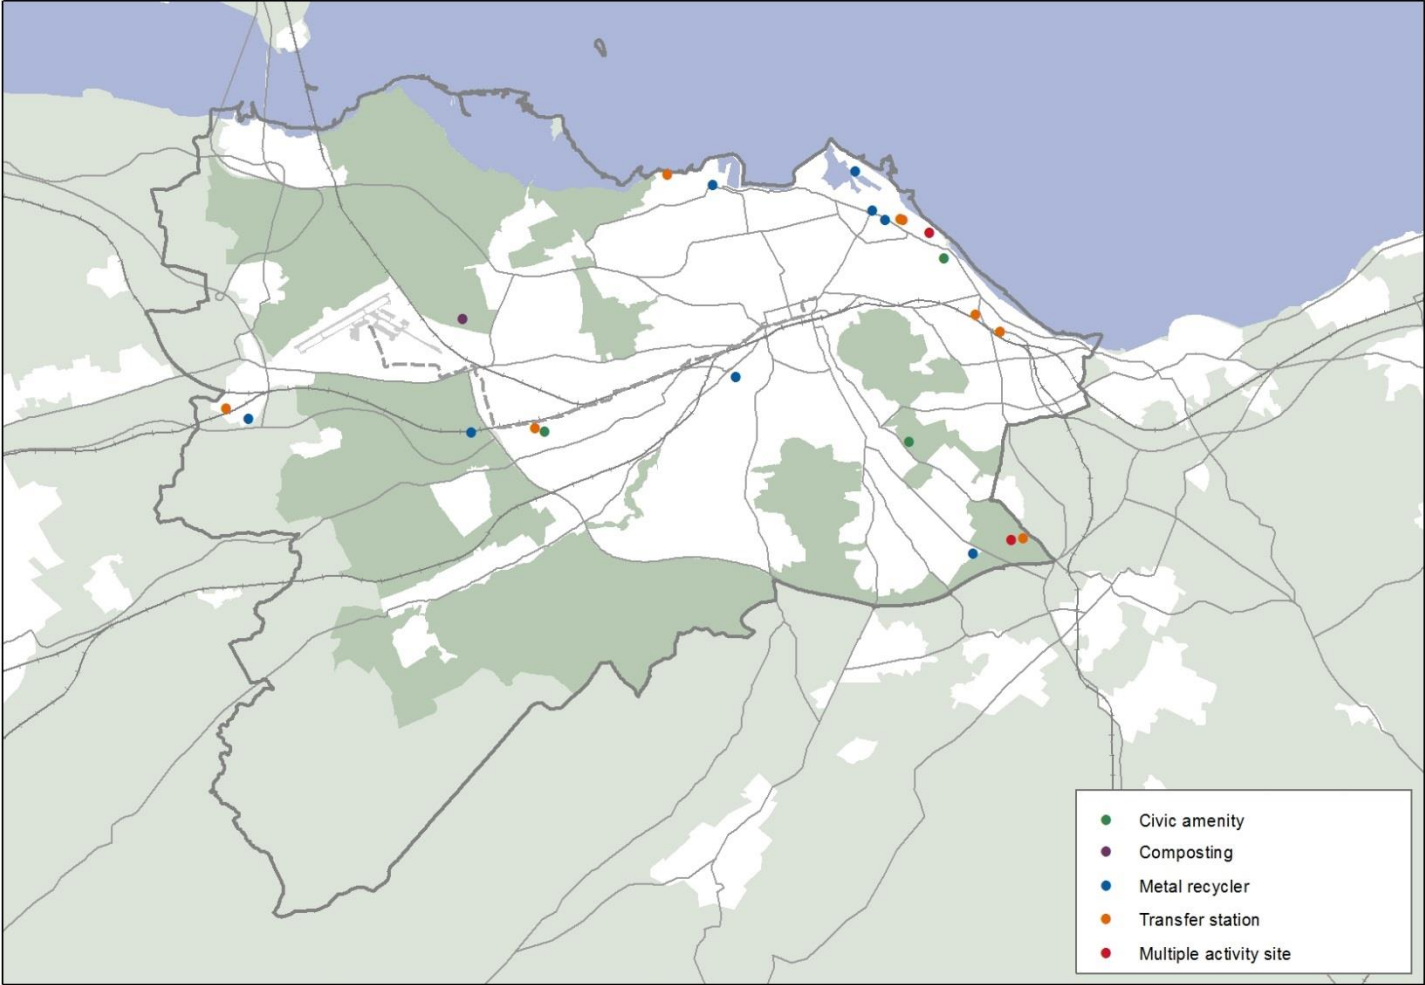 Civic amenity
Composting
Metal recycler
Transfer station
Multiple activity site